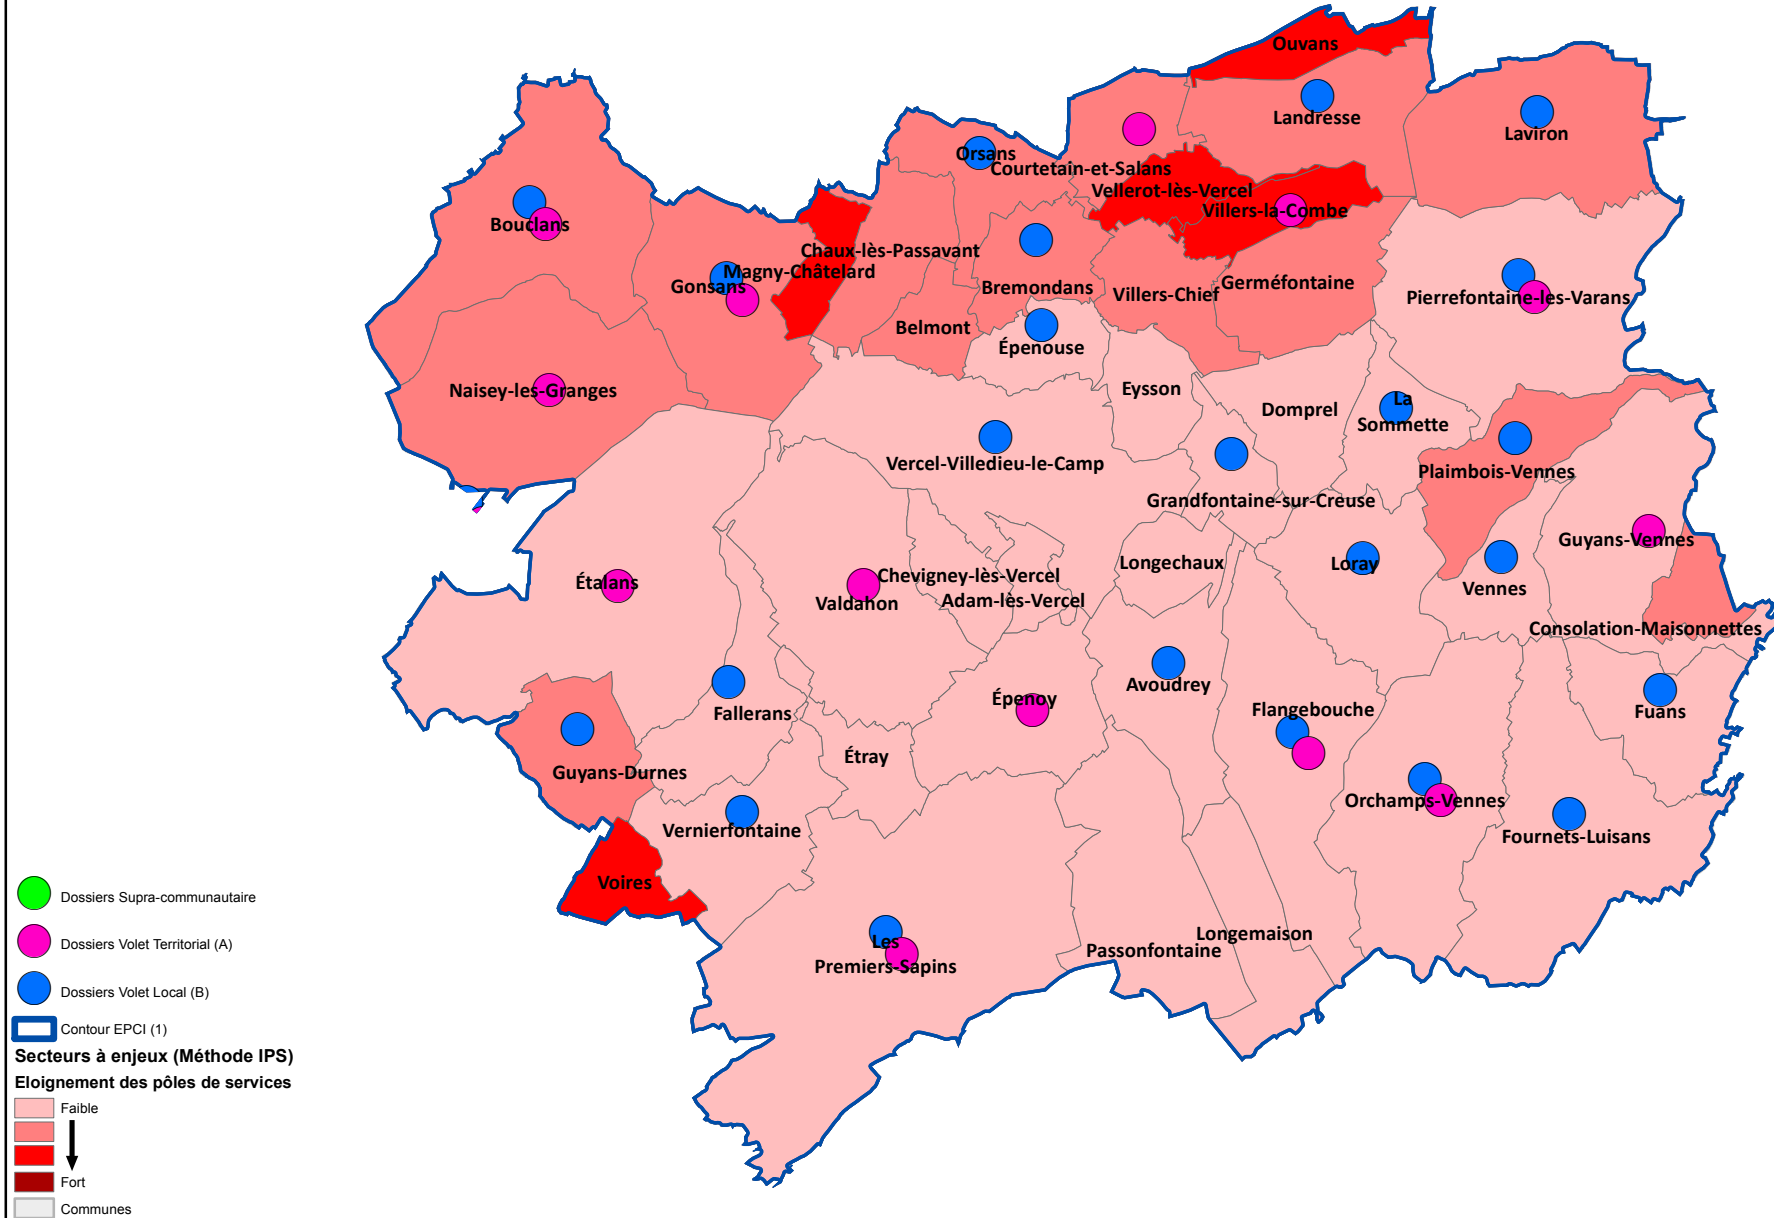 Ouvans
Landresse
Laviron
Orsans
Courtetain-et-Salans
Vellerot-lès-Vercel
Villers-la-Combe
Bouclans
Chaux-lès-Passavant
Magny-Châtelard
Gonsans
Bremondans
Villers-Chief
Germéfontaine
Pierrefontaine-les-Varans
Belmont
Épenouse
Naisey-les-Granges
Eysson
Domprel
La
Sommette
Vercel-Villedieu-le-Camp
Plaimbois-Vennes
Grandfontaine-sur-Creuse
Guyans-Vennes
Longechaux
Loray
Étalans
Chevigney-lès-Vercel
Valdahon
Adam-lès-Vercel
Vennes
Consolation-Maisonnettes
Avoudrey
Épenoy
Fallerans
Flangebouche
Fuans
Étray
Guyans-Durnes
Orchamps-Vennes
Vernierfontaine
Fournets-Luisans
Voires
Les
Premiers-Sapins
Longemaison
Passonfontaine
Dossiers Supra-communautaire
Dossiers Volet Territorial (A)
Dossiers Volet Local (B)
Contour EPCI (1)
Secteurs à enjeux (Méthode IPS)
Eloignement des pôles de services
Faible
Fort
Communes